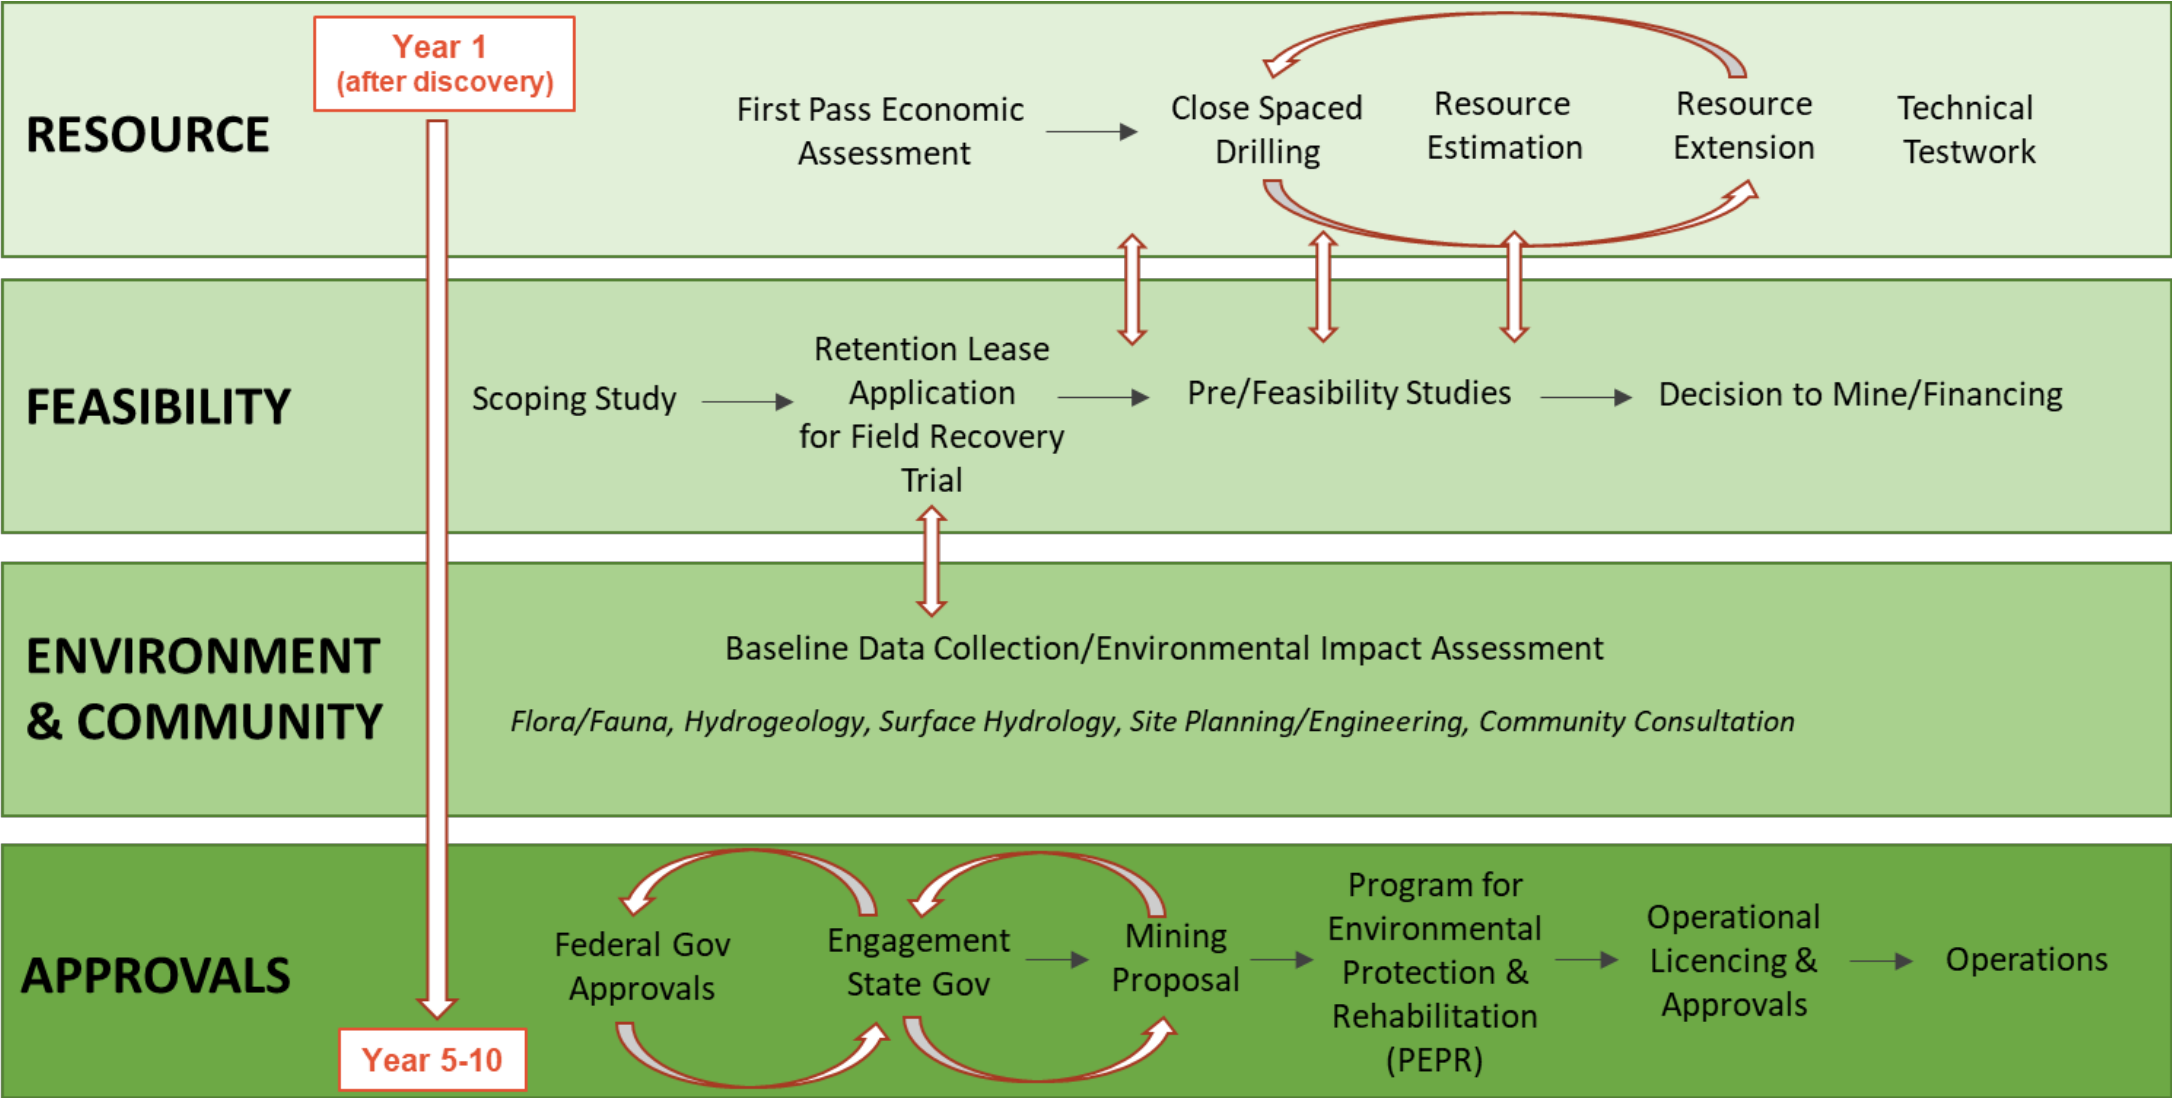 RESOURCE
Year 1
(after discovery)
First Pass Economic
Assessment
Close Spaced
Drilling
Resource
Estimation
Resource
Extension
Technical
Testwork
FEASIBILITY
Scoping Study
Retention Lease
Application
for Field Recovery
Trial
Pre/Feasibility Studies
Decision to Mine/Financing
ENVIRONMENT
& COMMUNITY
Baseline Data Collection/Environmental Impact Assessment
Flora/Fauna, Hydrogeology, Surface Hydrology, Site Planning/Engineering, Community Consultation
APPROVALS
Year 5-10
Federal Gov
Approvals
Engagement
State Gov
Mining
Proposal
Program for
Environmental
Protection &
Rehabilitation
(PEPR)
Operational
Licencing &
Approvals
Operations